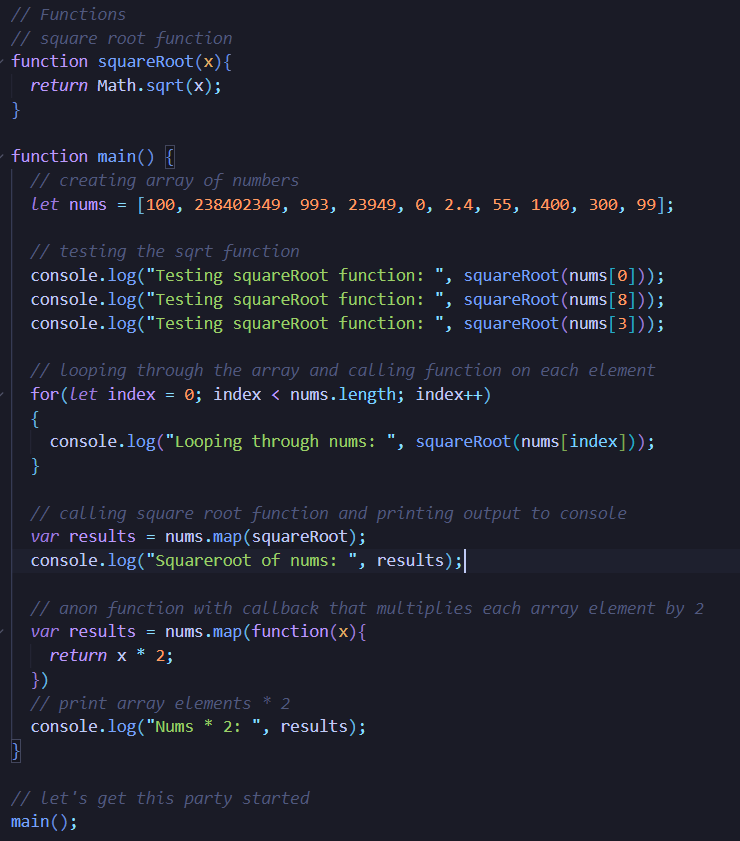 // Functions
// square root function
function squareRoot(x){
  return Math.sqrt(x);
}
function main() {
  // creating array of numbers
  let nums = [100, 238402349, 993, 23949, 0, 2.4, 55, 1400, 300, 99];
  // testing the sqrt function
  console.log("Testing squareRoot function: ", squareRoot(nums[0]));
  console.log("Testing squareRoot function: ", squareRoot(nums[8]));
  console.log("Testing squareRoot function: ", squareRoot(nums[3]));
  // looping through the array and calling function on each element
  for(let index = 0; index < nums.length; index++)
  {
    console.log("Looping through nums: ", squareRoot(nums[index]));
  }
  // calling square root function and printing output to console
  var results = nums.map(squareRoot);
  console.log("Squareroot of nums: ", results);
  // anon function with callback that multiplies each array element by 2
  var results = nums.map(function(x){
    return x * 2;
  })
  // print array elements * 2
  console.log("Nums * 2: ", results);
}
// let's get this party started
main();